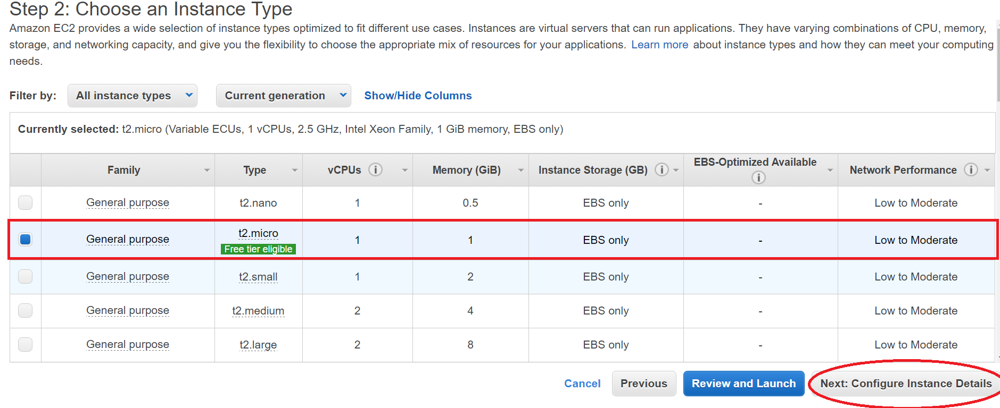 Step 2: Choose an Instance Type
Amazon EC2 provides a wide selection of instance types optimized to fit different use cases. Instances are virtual servers that can run applications. They have varying combinations of CPU, memory,
storage, and networking capacity, and give you the flexibility to choose the appropriate mix of resources for your applications. Learn more about instance types and how they can meet your computing
needs.
Filter by: All instance types Current generation Show/Hide Columns
Currently selected: t2.micro (Variable ECUs, 1 vCPUs, 2.5 GHz, Intel Xeon Family, 1 GiB memory, EBS only)
Family Type vCPUs i Memory (GiB) Instance Storage (GB) i EBS-Optimized Available i Network Performance i
General purpose t2.nano 1 0.5 EBS only - Low to Moderate
General purpose t2.micro Free tier eligible 1 1 EBS only - Low to Moderate
General purpose t2.small 1 2 EBS only - Low to Moderate
General purpose t2.medium 2 4 EBS only - Low to Moderate
General purpose t2.large 2 8 EBS only - Low to Moderate
Cancel Previous Review and Launch Next: Configure Instance Details